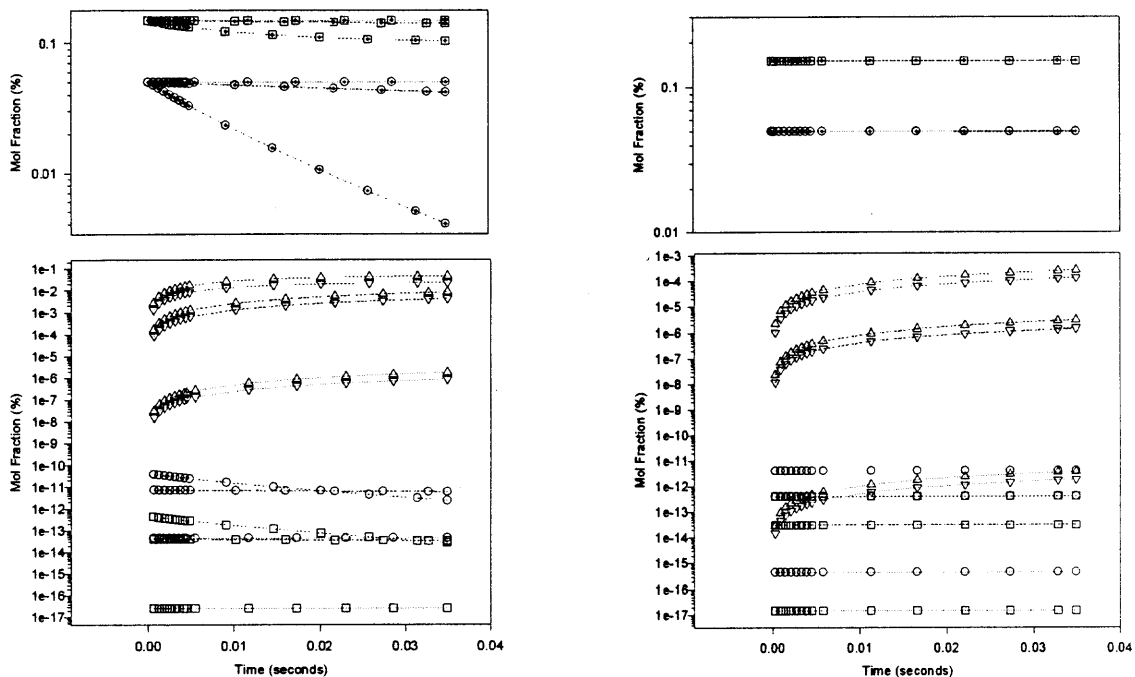 0.1
0.01
Mol Fraction (%)
1e-1
1e-2
1e-3
1e-4
1e-5
1e-6
1e-7
1e-8
1e-9
1e-10
1e-11
1e-12
1e-13
1e-14
1e-15
1e-16
1e-17
Mol Fraction (%)
0.00 0.01 0.02 0.03 0.04
Time (seconds)
0.1
0.01
Mol Fraction (%)
1e-3
1e-4
1e-5
1e-6
1e-7
1e-8
1e-9
1e-10
1e-11
1e-12
1e-13
1e-14
1e-15
1e-16
1e-17
Mol Fraction (%)
0.00 0.01 0.02 0.03 0.04
Time (seconds)